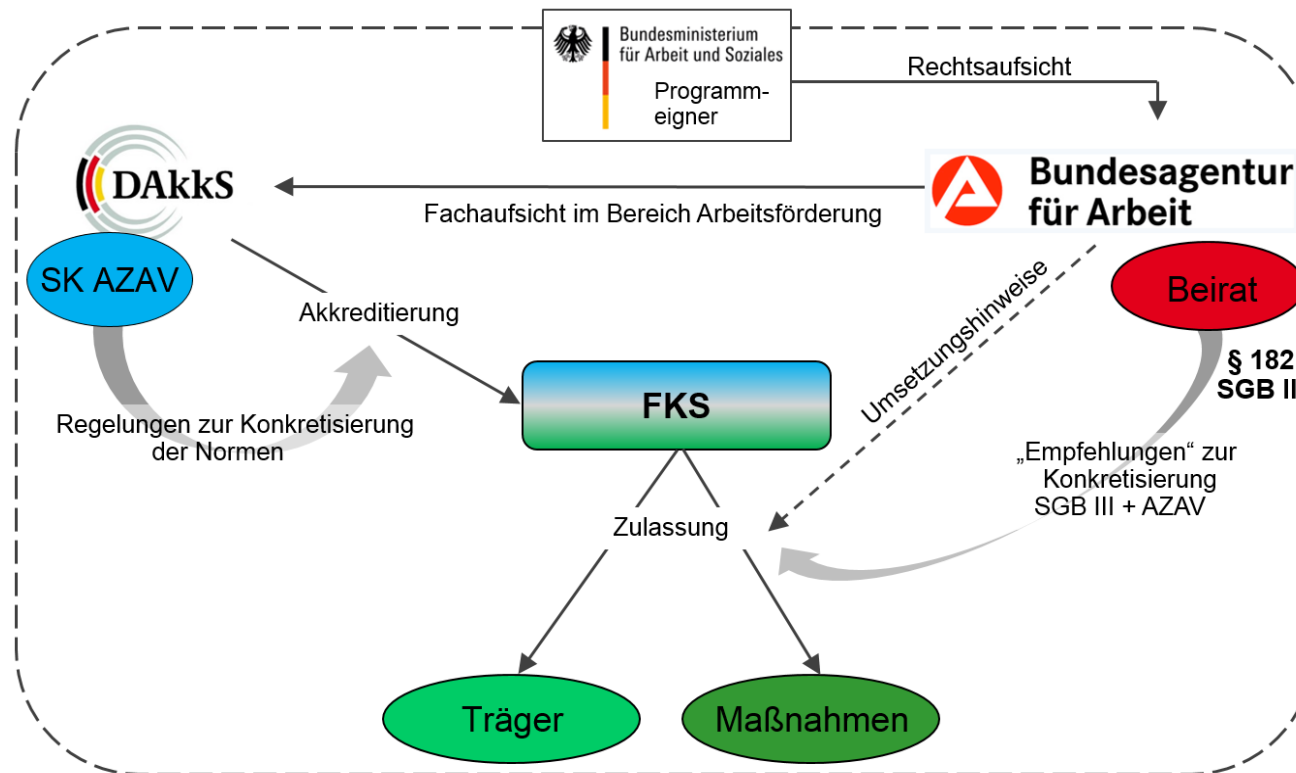 Bundesministerium
für Arbeit und Soziales
Programm-
eigner
Rechtsaufsicht
DAkkS
Bundesagentur
für Arbeit
Fachaufsicht im Bereich Arbeitsförderung
SK AZAV
Beirat
Akkreditierung
Umsetzungshinweise
§ 182
SGB II
FKS
Regelungen zur Konkretisierung
der Normen
„Empfehlungen“ zur
Konkretisierung
SGB III + AZAV
Zulassung
Träger
Maßnahmen